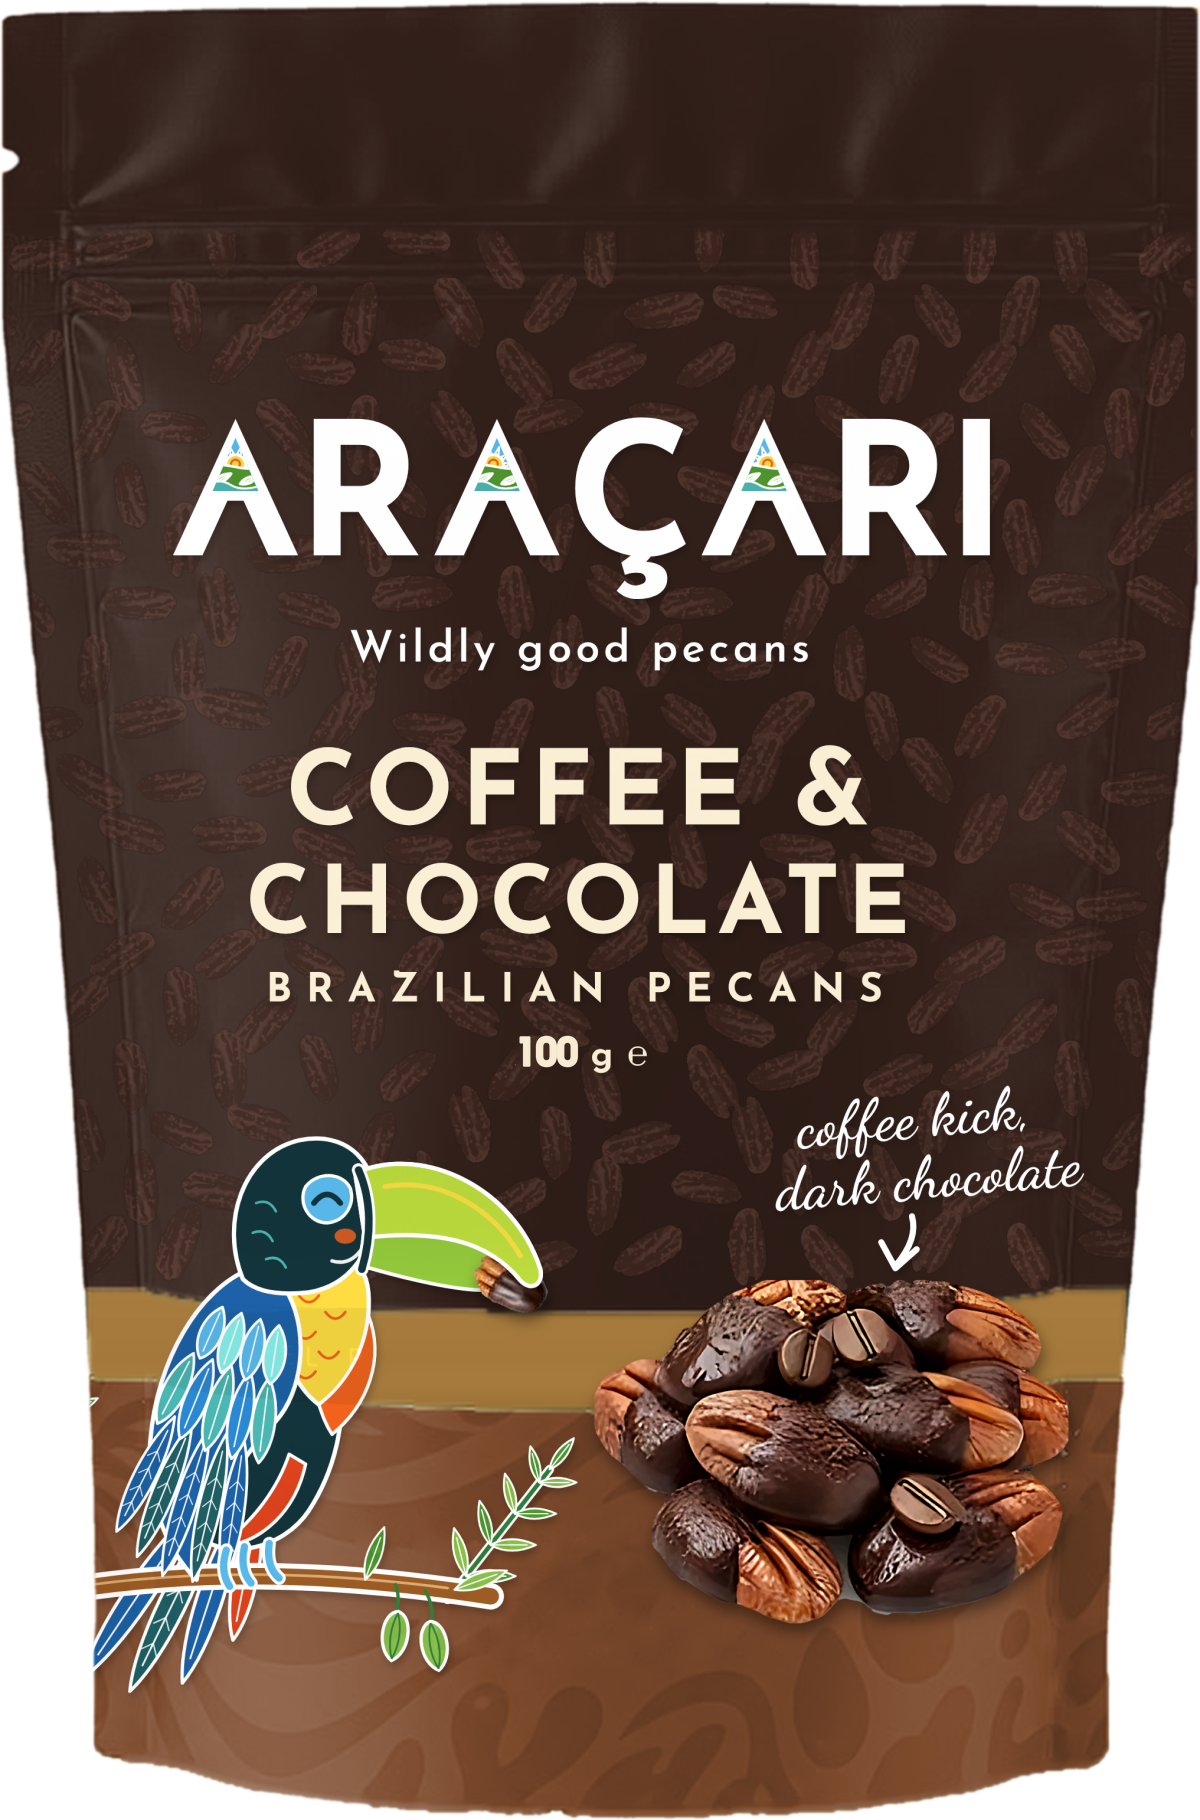 ARAÇARI
Wildly good pecans
COFFEE &
CHOCOLATE
BRAZILIAN PECANS
100 g e
coffee kick,
dark chocolate